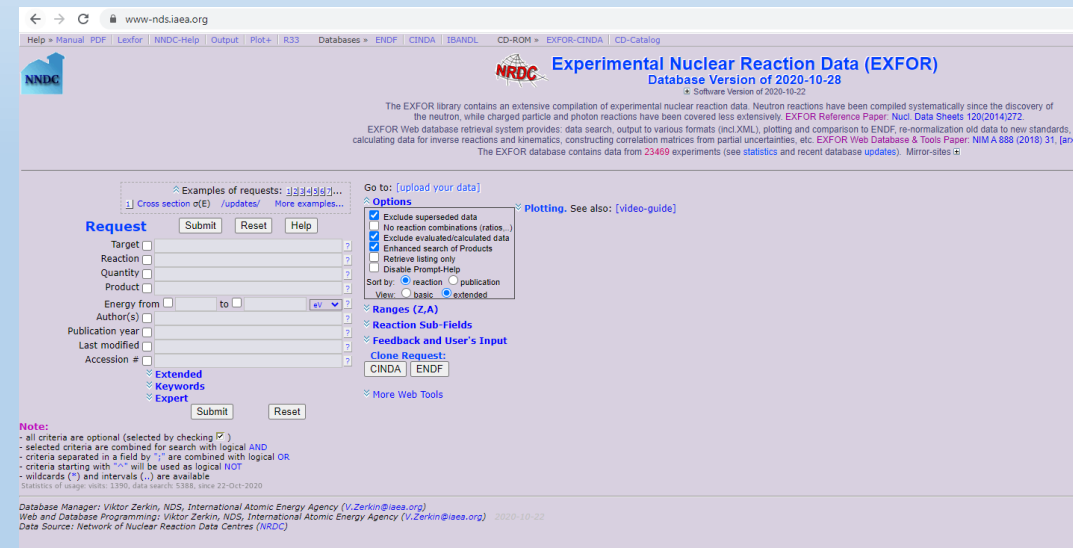 www-nds.iaea.org
Help » Manual PDF | Lexfor | NNDC-Help | Output | Plot+ | R33 Databases » ENDF | CINDA | IBANDL CD-ROM » EXFOR-CINDA | CD-Catalog
NNDC
NRDC
Experimental Nuclear Reaction Data (EXFOR)
Database Version of 2020-10-28
Software Version of 2020-10-22
The EXFOR library contains an extensive compilation of experimental nuclear reaction data. Neutron reactions have been compiled systematically since the discovery of
the neutron, while charged particle and photon reactions have been covered less extensively. EXFOR Reference Paper: Nucl. Data Sheets 120(2014)272.
EXFOR Web database retrieval system provides: data search, output to various formats (incl.XML), plotting and comparison to ENDF, re-normalization old data to new standards,
calculating data for inverse reactions and kinematics, constructing correlation matrices from partial uncertainties, etc. EXFOR Web Database & Tools Paper: NIM A 888 (2018) 31,
The EXFOR database contains data from 23469 experiments (see statistics and recent database updates). Mirror-sites
Examples of requests: 1 2 3 4 5 6 7...
1| Cross section σ(E) /updates/ More examples...
Request Submit Reset Help
Target ?
Reaction ?
Quantity ?
Product ?
Energy from to eV ?
Author(s) ?
Publication year ?
Last modified ?
Accession # ?
Extended
Keywords
Expert
Submit Reset
Go to: [upload your data]
Options
Exclude superseded data
No reaction combinations (ratios,..)
Exclude evaluated/calculated data
Enhanced search of Products
Retrieve listing only
Disable Prompt-Help
Sort by: reaction publication
View: basic extended
Ranges (Z,A)
Reaction Sub-Fields
Feedback and User's Input
Clone Request:
CINDA ENDF
More Web Tools
Plotting. See also: [video-guide]
Note:
- all criteria are optional (selected by checking )
- selected criteria are combined for search with logical AND
- criteria separated in a field by ";" are combined with logical OR
- criteria starting with "^" will be used as logical NOT
- wildcards (*) and intervals (..) are available
Statistics of usage: visits: 1390, data search: 5388, since 22-Oct-2020
Database Manager: Viktor Zerkin, NDS, International Atomic Energy Agency (V.Zerkin@iaea.org)
Web and Database Programming: Viktor Zerkin, NDS, International Atomic Energy Agency (V.Zerkin@iaea.org) 2020-10-22
Data Source: Network of Nuclear Reaction Data Centres (NRDC)